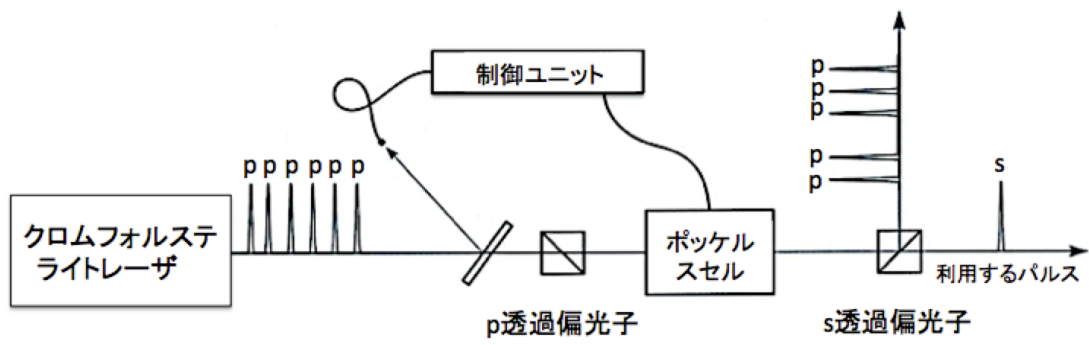 制御ユニット
p p p p p p
クロムフォルステ
ライトレーザ
ポッケル
スセル
p透過偏光子
p
p
p
p
p
s
利用するパルス
s透過偏光子